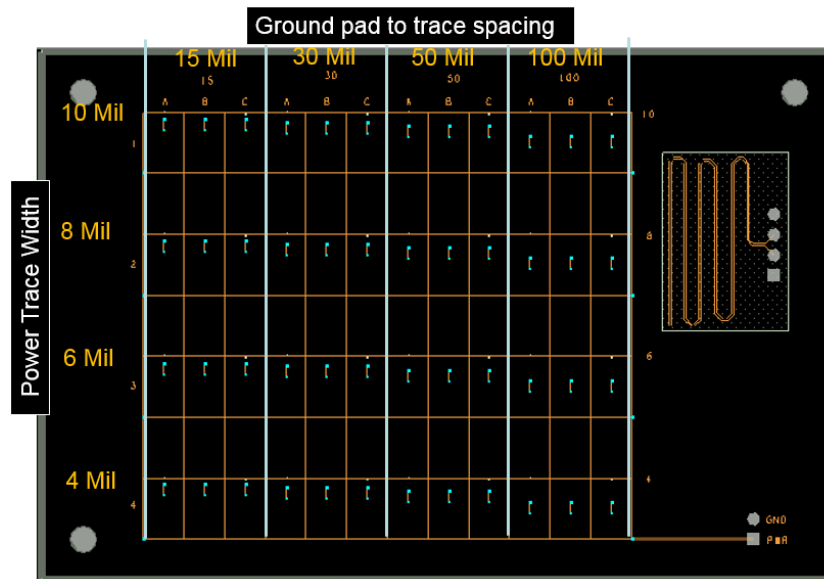 Ground pad to trace spacing
15 Mil 30 Mil 50 Mil 100 Mil
15 30 50 100
A B C A B C A B C A B C
10 Mil 10
1
Power Trace Width
8 Mil 8
2
6 Mil 6
3
4 Mil 4
4
GND
PWR